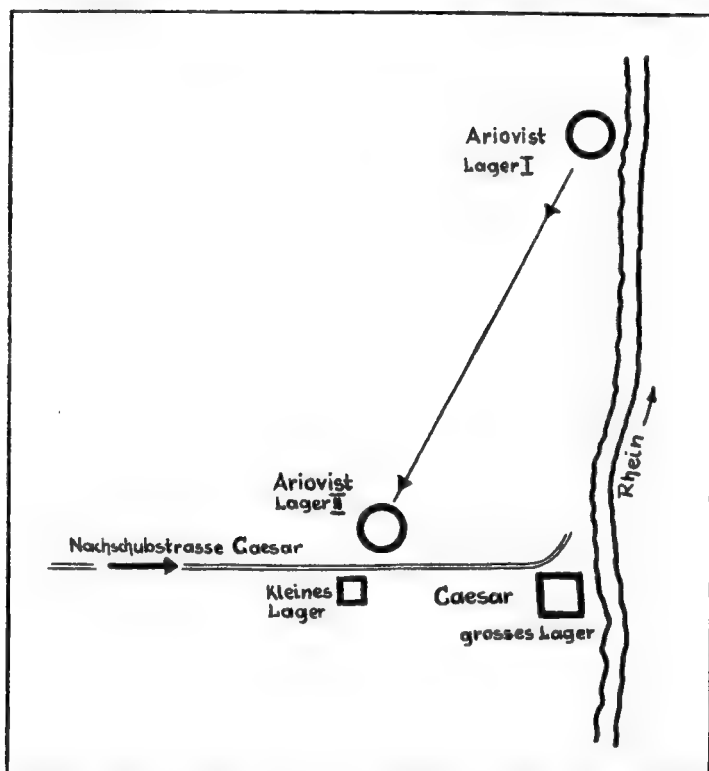 Ariovist
Lager I
Rhein
Ariovist
Lager II
Nachschubstrasse Caesar
Kleines
Lager
Caesar
grosses Lager